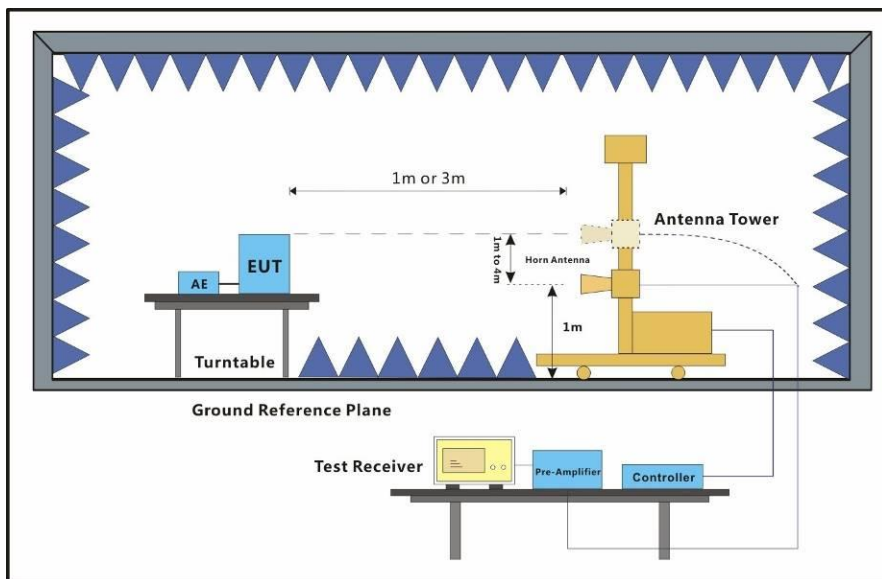 1m or 3m
Antenna Tower
1m to 4m
Horn Antenna
EUT
AE
1m
Turntable
Ground Reference Plane
Test Receiver
Pre-Amplifier
Controller